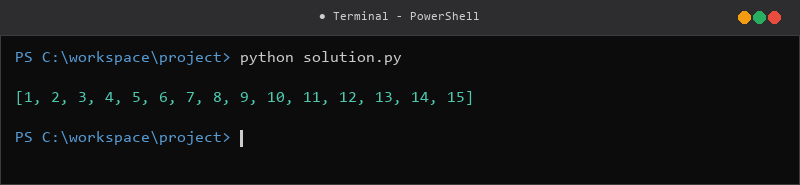 ● Terminal - PowerShell
PS C:\workspace\project> python solution.py
[1, 2, 3, 4, 5, 6, 7, 8, 9, 10, 11, 12, 13, 14, 15]
PS C:\workspace\project>